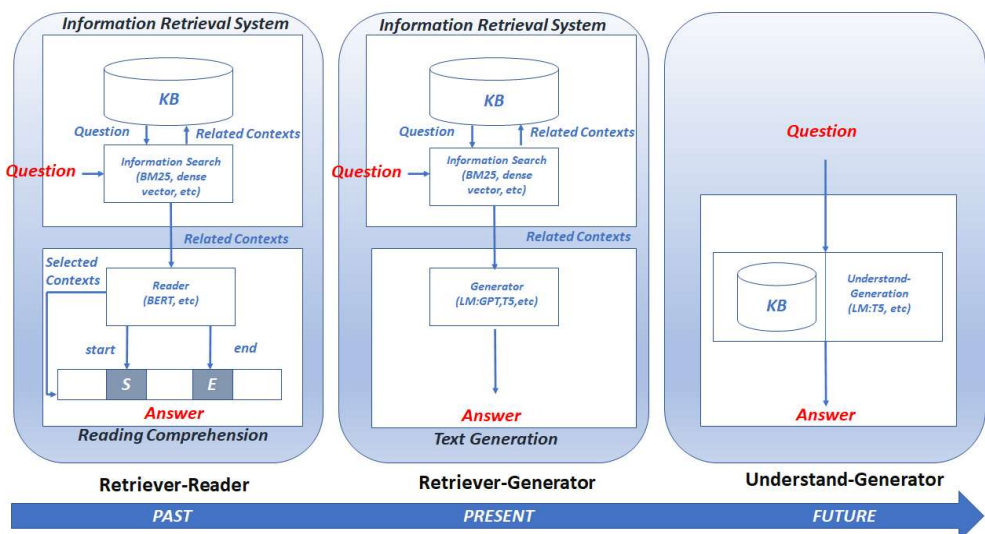 Information Retrieval System
KB
Question
Related Contexts
Question
Information Search
(BM25, dense
vector, etc)
Related Contexts
Selected
Contexts
Reader
(BERT, etc)
start
end
S
E
Answer
Reading Comprehension
Retriever-Reader
PAST
Information Retrieval System
KB
Question
Related Contexts
Question
Information Search
(BM25, dense
vector, etc)
Related Contexts
Generator
(LM:GPT,T5,etc)
Answer
Text Generation
Retriever-Generator
PRESENT
Question
KB
Understand-
Generation
(LM:T5, etc)
Answer
Understand-Generator
FUTURE